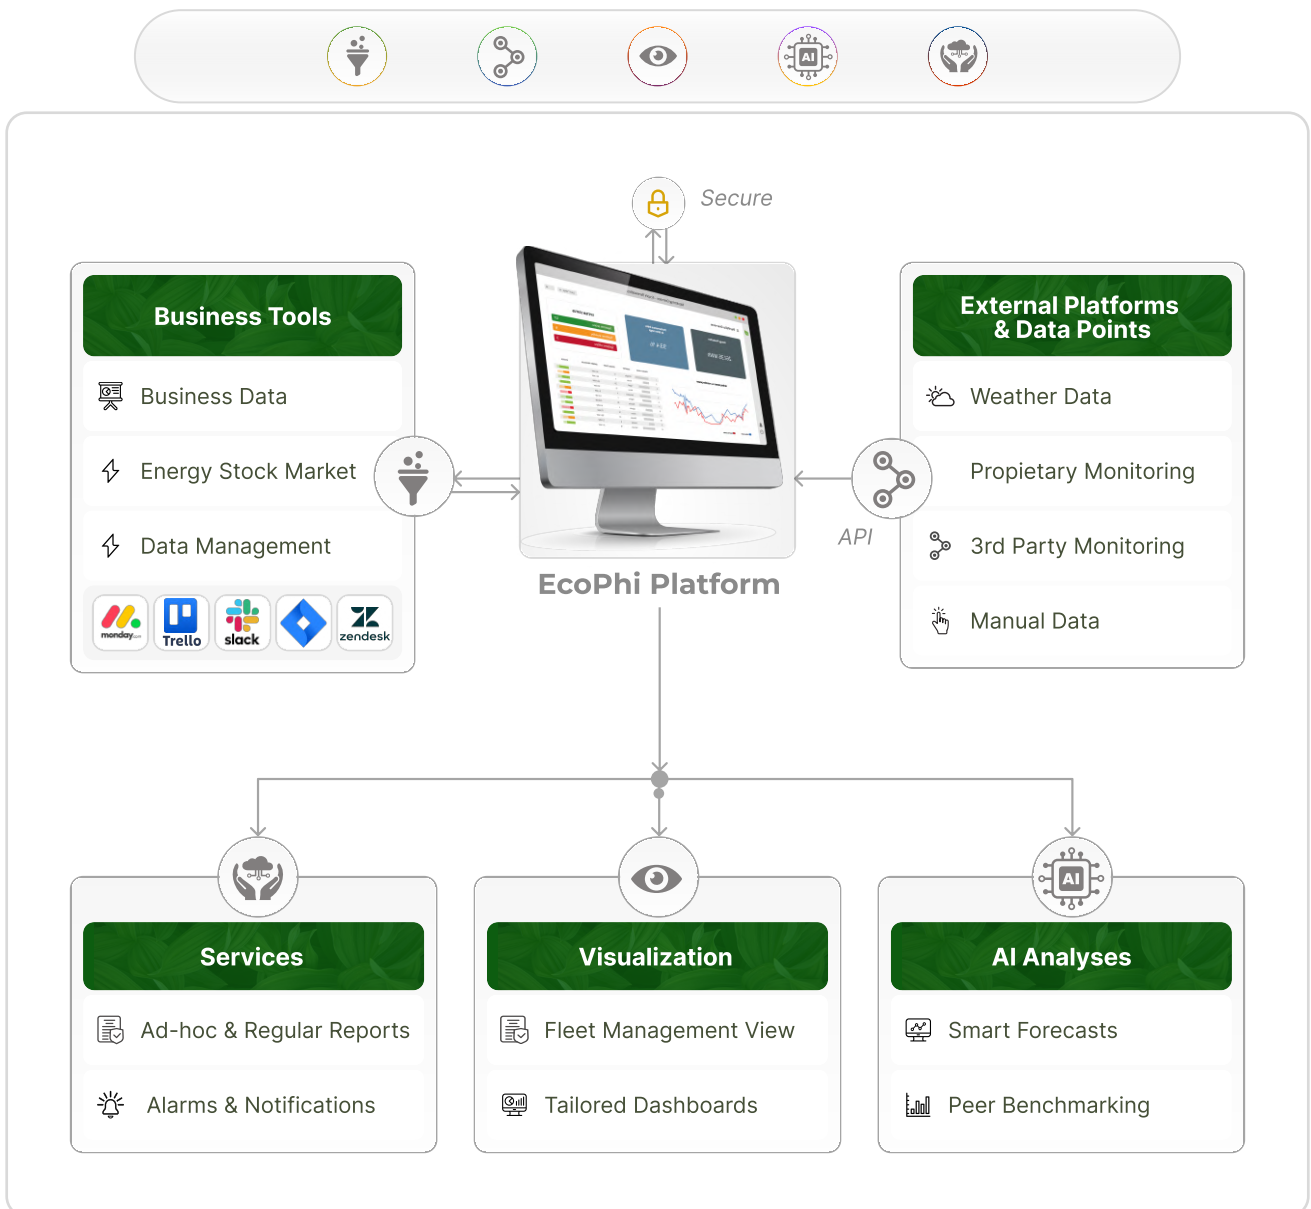 AI
Secure
Business Tools
Business Data
Energy Stock Market
Data Management
monday
Trello
slack
zendesk
External Platforms
& Data Points
Weather Data
Propietary Monitoring
3rd Party Monitoring
Manual Data
API
EcoPhi Platform
Services
Ad-hoc & Regular Reports
Alarms & Notifications
Visualization
Fleet Management View
Tailored Dashboards
AI
AI Analyses
Smart Forecasts
Peer Benchmarking